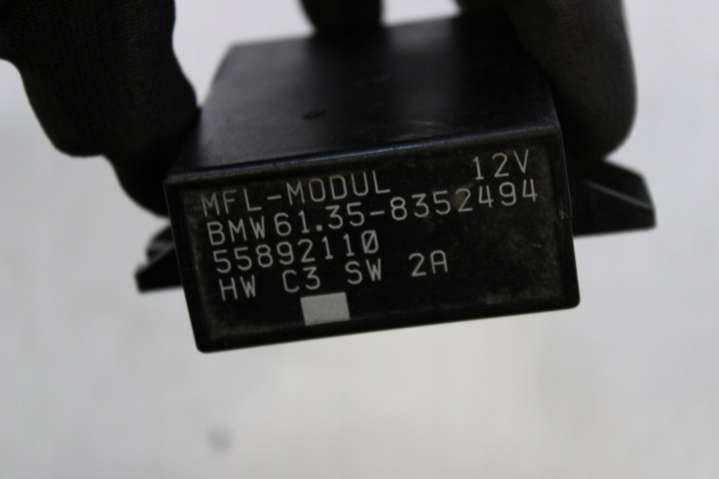 MFL-MODUL 12V
BMW61.35-8352494
55892110
HW C3 SW 2A